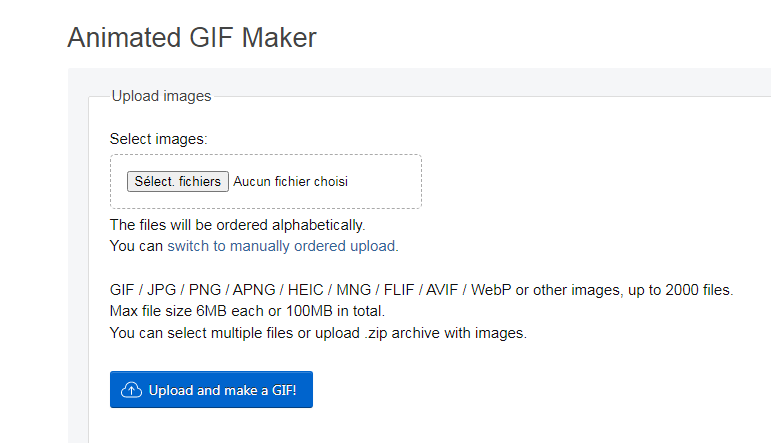 Animated GIF Maker
Upload images
Select images:
Sélect. fichiers Aucun fichier choisi
The files will be ordered alphabetically.
You can switch to manually ordered upload.
GIF / JPG / PNG / APNG / HEIC / MNG / FLIF / AVIF / WebP or other images, up to 2000 files.
Max file size 6MB each or 100MB in total.
You can select multiple files or upload .zip archive with images.
Upload and make a GIF!